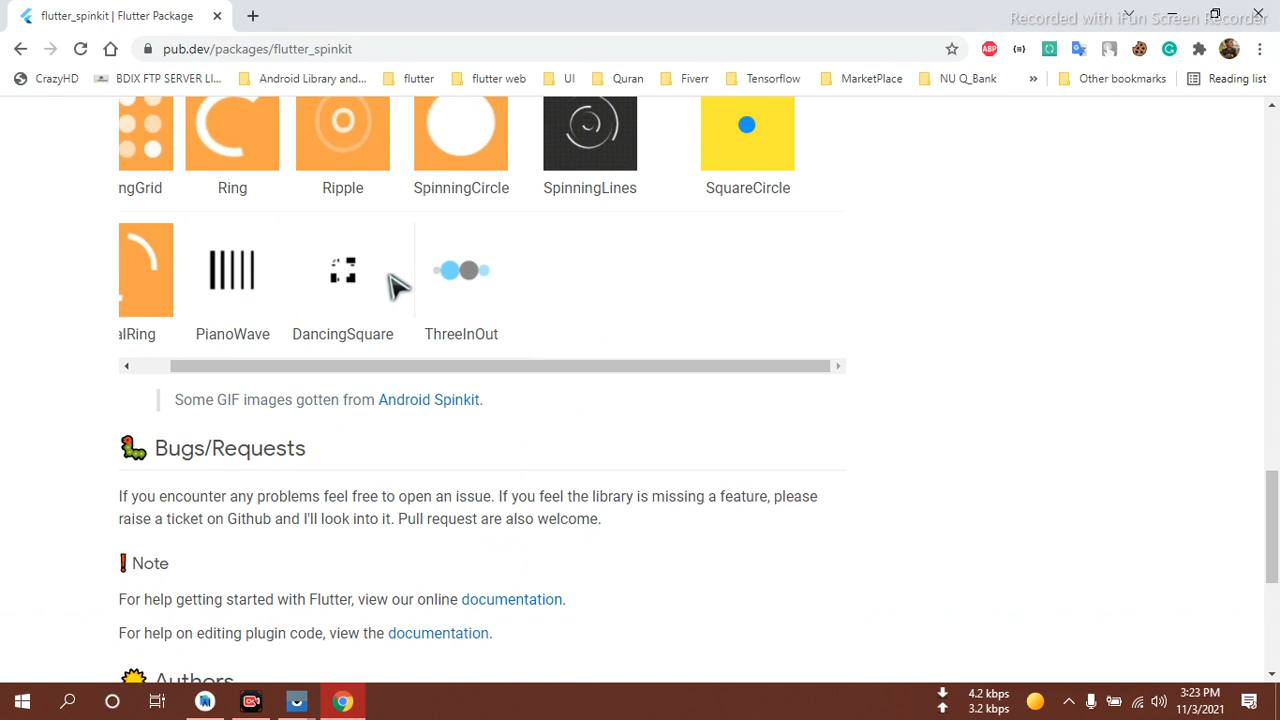 flutter_spinkit | Flutter Package
Recorded with iFun Screen Recorder
pub.dev/packages/flutter_spinkit
ABP
CrazyHD
BDIX FTP SERVER LI...
Android Library and...
flutter
flutter web
UI
Quran
Fiverr
Tensorflow
MarketPlace
NU Q_Bank
»
Other bookmarks
Reading list
ngGrid
Ring
Ripple
SpinningCircle
SpinningLines
SquareCircle
alRing
PianoWave
DancingSquare
ThreeInOut
Some GIF images gotten from Android Spinkit.
Bugs/Requests
If you encounter any problems feel free to open an issue. If you feel the library is missing a feature, please
raise a ticket on Github and I'll look into it. Pull request are also welcome.
Note
For help getting started with Flutter, view our online documentation.
For help on editing plugin code, view the documentation.
Authors
4.2 kbps
3.2 kbps
3:23 PM
11/3/2021